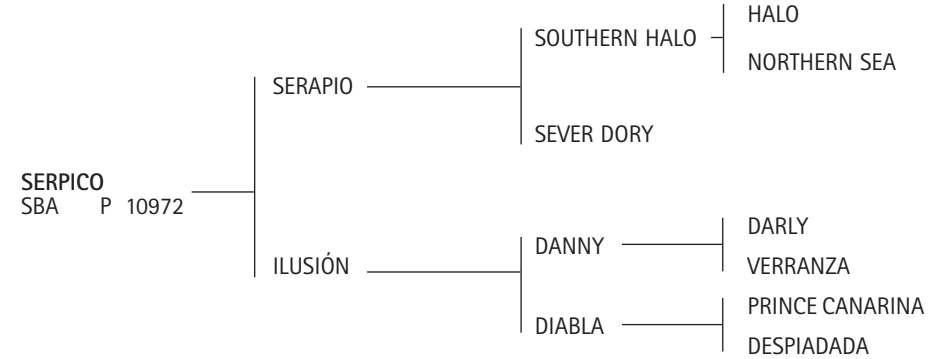 HALO
SOUTHERN HALO
NORTHERN SEA
SERAPIO
SEVER DORY
SERPICO
SBA P 10972
DARLY
DANNY
VERRANZA
ILUSIÓN
PRINCE CANARINA
DIABLA
DESPIADADA